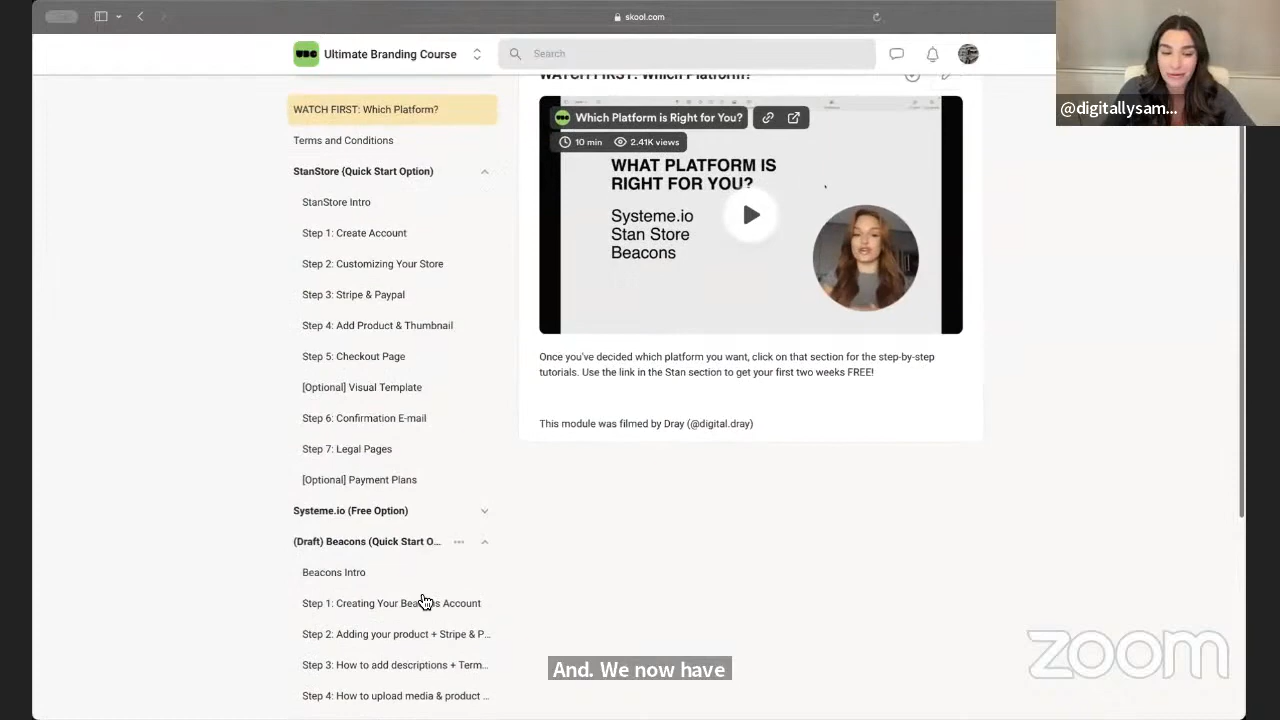 skool.com
UBC
Ultimate Branding Course
Search
@digitallysam...
WATCH FIRST: Which Platform?
Terms and Conditions
StanStore (Quick Start Option)
StanStore Intro
Step 1: Create Account
Step 2: Customizing Your Store
Step 3: Stripe & Paypal
Step 4: Add Product & Thumbnail
Step 5: Checkout Page
[Optional] Visual Template
Step 6: Confirmation E-mail
Step 7: Legal Pages
[Optional] Payment Plans
Systeme.io (Free Option)
(Draft) Beacons (Quick Start O...
Beacons Intro
Step 1: Creating Your Beacons Account
Step 2: Adding your product + Stripe & P...
Step 3: How to add descriptions + Term...
Step 4: How to upload media & product ...
WATCH FIRST: Which Platform?
Which Platform is Right for You?
10 min
2.41K views
WHAT PLATFORM IS
RIGHT FOR YOU?
Systeme.io
Stan Store
Beacons
Once you've decided which platform you want, click on that section for the step-by-step
tutorials. Use the link in the Stan section to get your first two weeks FREE!
This module was filmed by Dray (@digital.dray)
And. We now have
zoom